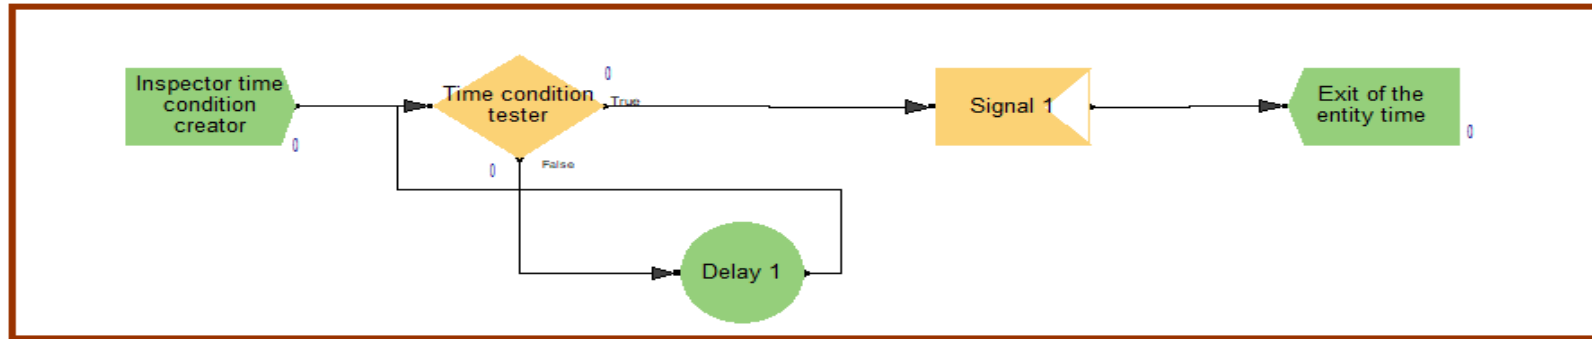 Inspector time
condition
creator
0
Time condition
tester
0
True
0
False
Signal 1
Exit of the
entity time
0
Delay 1